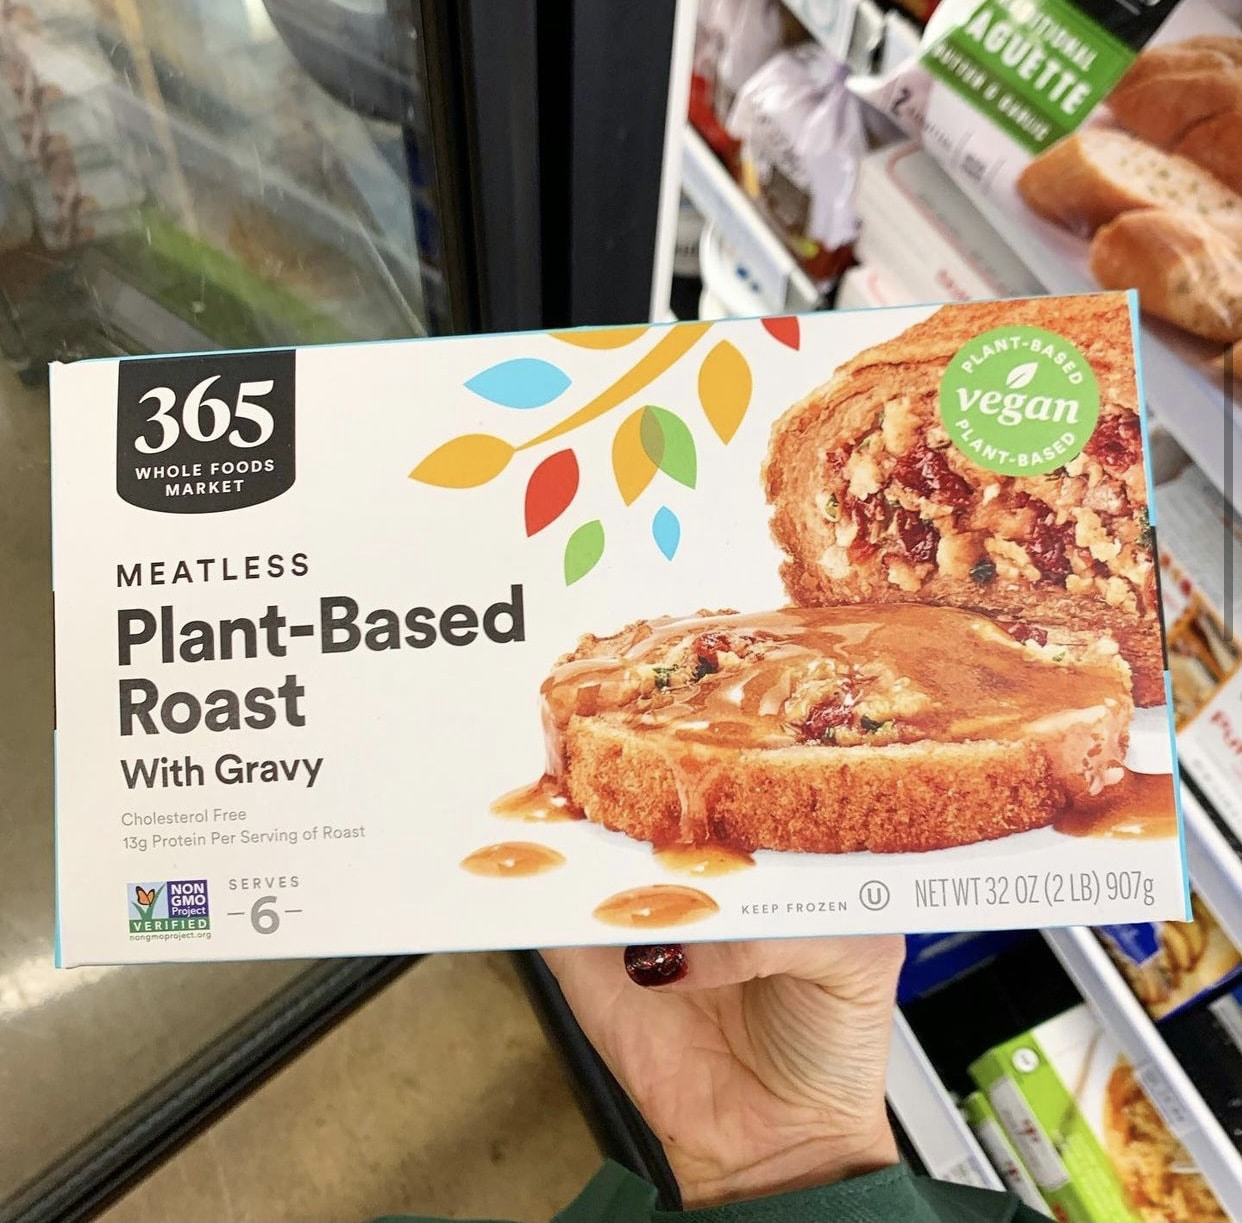 AGUETTE
365
WHOLE FOODS
MARKET
PLANT-BASED
vegan
PLANT-BASED
MEATLESS
Plant-Based
Roast
With Gravy
Cholesterol Free
13g Protein Per Serving of Roast
NON
GMO
Project
VERIFIED
nongmoproject.org
SERVES
-6-
KEEP FROZEN
U
NET WT 32 OZ (2 LB) 907g